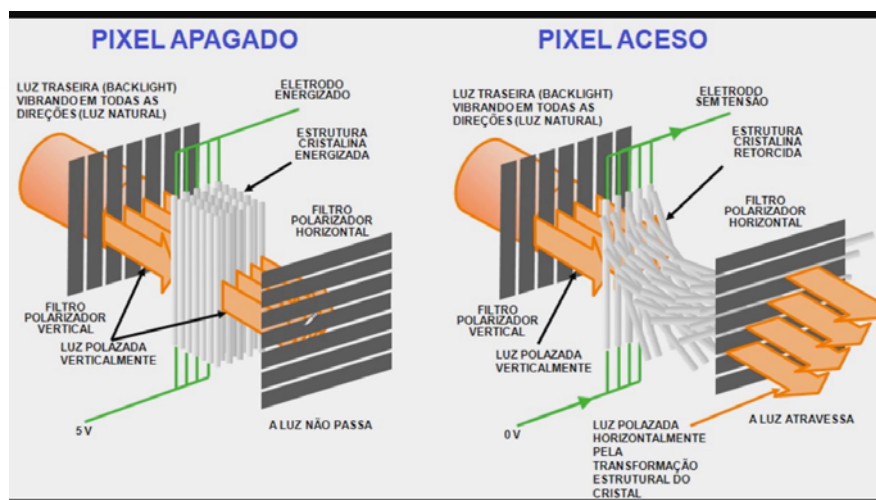 PIXEL APAGADO
LUZ TRASEIRA (BACKLIGHT)
VIBRANDO EM TODAS AS
DIREÇÕES (LUZ NATURAL)
ELETRODO
ENERGIZADO
ESTRUTURA
CRISTALINA
ENERGIZADA
FILTRO
POLARIZADOR
HORIZONTAL
FILTRO
POLARIZADOR
VERTICAL
LUZ POLAZADA
VERTICALMENTE
5 V
A LUZ NÃO PASSA
PIXEL ACESO
LUZ TRASEIRA (BACKLIGHT)
VIBRANDO EM TODAS AS
DIREÇÕES (LUZ NATURAL)
ELETRODO
SEM TENSÃO
ESTRUTURA
CRISTALINA
RETORCIDA
FILTRO
POLARIZADOR
HORIZONTAL
FILTRO
POLARIZADOR
VERTICAL
LUZ POLAZADA
VERTICALMENTE
0 V
LUZ POLAZADA
HORIZONTALMENTE
PELA
TRANSFORMAÇÃO
ESTRUTURAL DO
CRISTAL
A LUZ ATRAVESSA